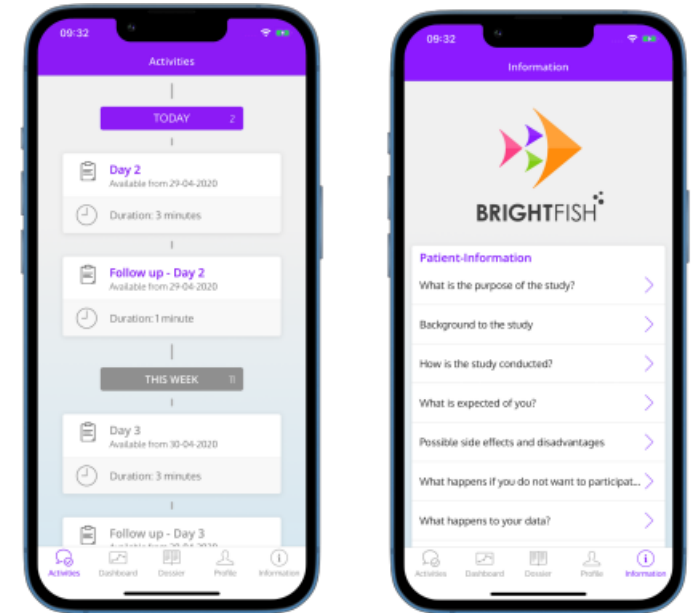 09:32
Activities
TODAY 2
Day 2
Available from 29-04-2020
Duration: 3 minutes
Follow up - Day 2
Available from 29-04-2020
Duration: 1 minute
THIS WEEK 11
Day 3
Available from 30-04-2020
Duration: 3 minutes
Follow up - Day 3
Activities Dashboard Dossier Profile Information
09:32
Information
BRIGHTFISH
Patient-Information
What is the purpose of the study?
Background to the study
How is the study conducted?
What is expected of you?
Possible side effects and disadvantages
What happens if you do not want to participat...
What happens to your data?
Activities Dashboard Dossier Profile Information